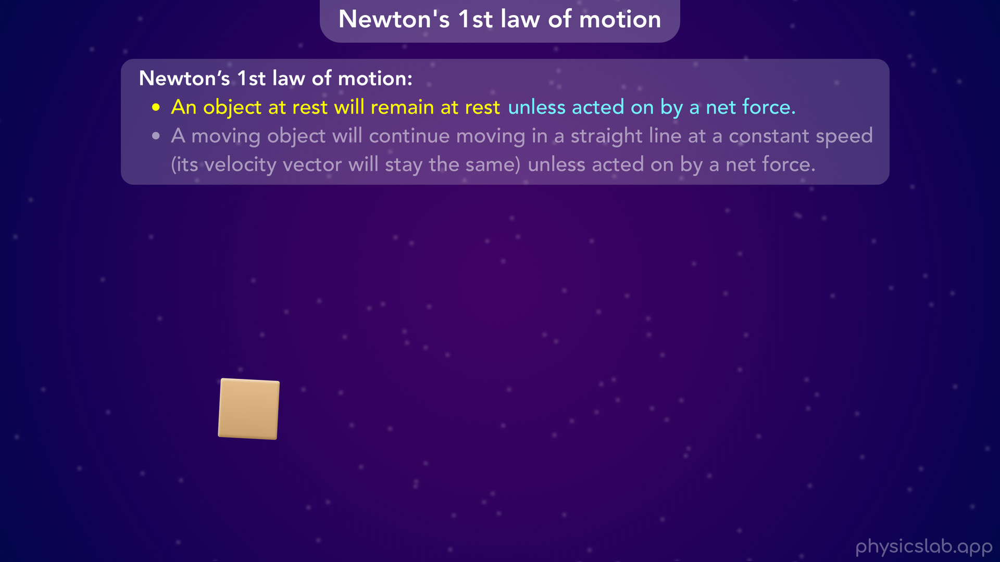 Newton's 1st law of motion
Newton’s 1st law of motion:
• An object at rest will remain at rest unless acted on by a net force.
• A moving object will continue moving in a straight line at a constant speed
(its velocity vector will stay the same) unless acted on by a net force.
physicslab.app